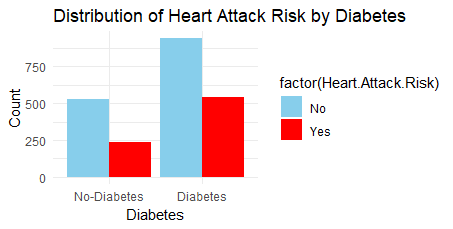 Distribution of Heart Attack Risk by Diabetes
Count
750
500
250
0
No-Diabetes
Diabetes
Diabetes
factor(Heart.Attack.Risk)
No
Yes